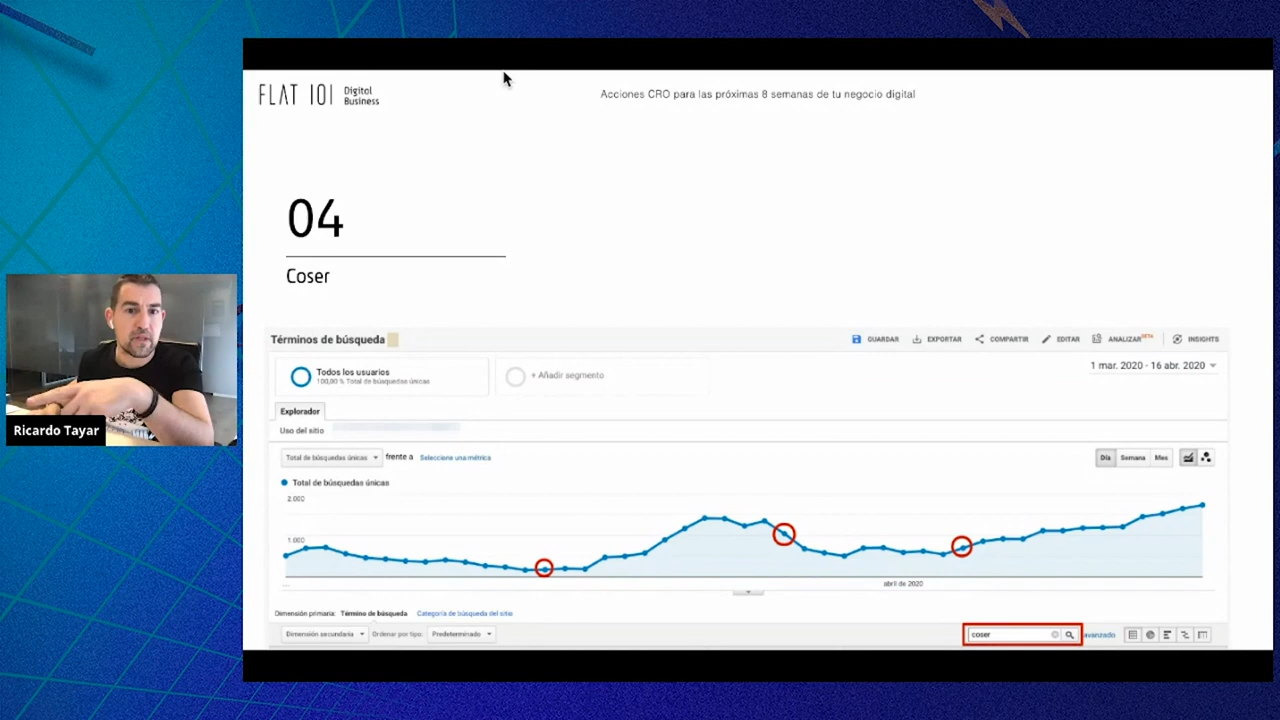 FLAT 101 Digital Business
Acciones CRO para las próximas 8 semanas de tu negocio digital
04
Coser
Ricardo Tayar
Términos de búsqueda
GUARDAR EXPORTAR COMPARTIR EDITAR ANALIZAR BETA INSIGHTS
Todos los usuarios
100,00 % Total de búsquedas únicas
+ Añadir segmento
1 mar. 2020 - 16 abr. 2020
Explorador
Uso del sitio
Total de búsquedas únicas frente a Seleccione una métrica
Día Semana Mes
Total de búsquedas únicas
2.000
1.000
...
abril de 2020
Dimensión primaria: Término de búsqueda Categoría de búsqueda del sitio
Dimensión secundaria Ordenar por tipo: Predeterminado
coser
avanzado